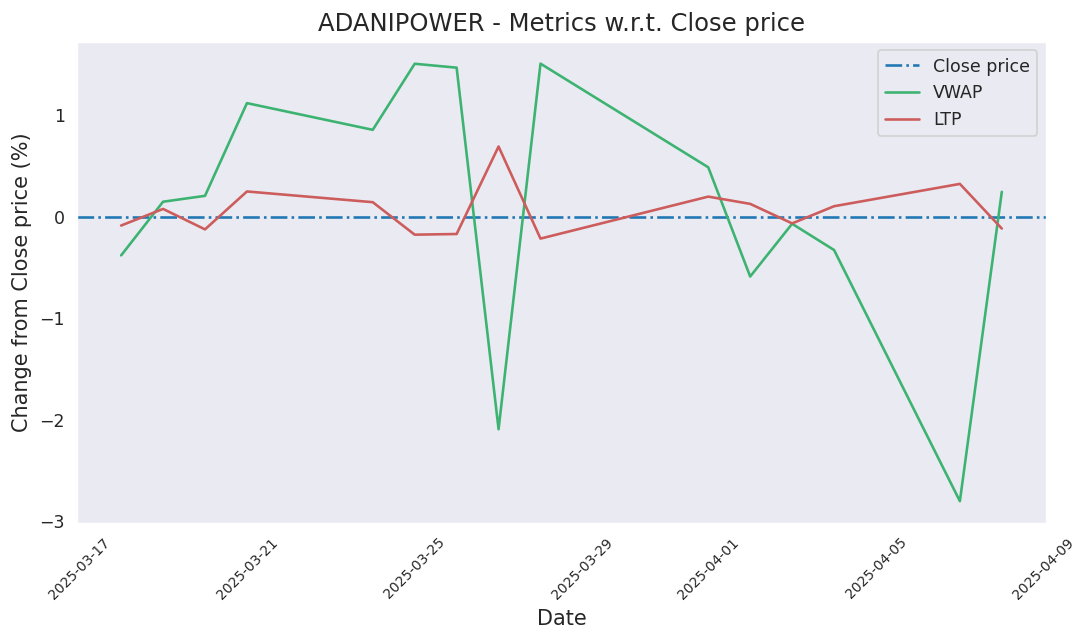 ADANIPOWER - Metrics w.r.t. Close price
Close price
VWAP
LTP
Change from Close price (%)
1
0
−1
−2
−3
2025-03-17
2025-03-21
2025-03-25
2025-03-29
2025-04-01
2025-04-05
2025-04-09
Date